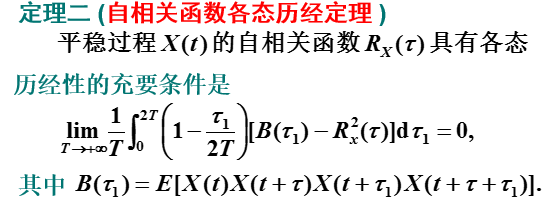 定理二 (自相关函数各态历经定理 )
平稳过程 X(t) 的自相关函数 R_X(τ) 具有各态
历经性的充要条件是
lim_{T→+∞} \frac{1}{T} ∫_0^{2T} (1 − \frac{τ_1}{2T}) [B(τ_1) − R_x^2(τ)] dτ_1 = 0,
其中 B(τ_1) = E[X(t)X(t + τ)X(t + τ_1)X(t + τ + τ_1)].